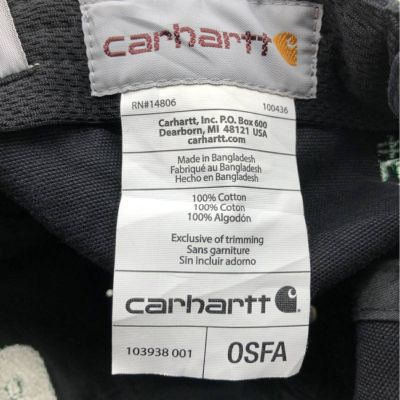 carhartt
RN#14806 100436
Carhartt, Inc. P.O. Box 600
Dearborn, MI 48121 USA
carhartt.com
Made in Bangladesh
Fabriqué au Bangladesh
Hecho en Bangladesh
100% Cotton
100% Coton
100% Algodón
Exclusive of trimming
Sans garniture
Sin incluir adorno
carhartt
103938 001 OSFA